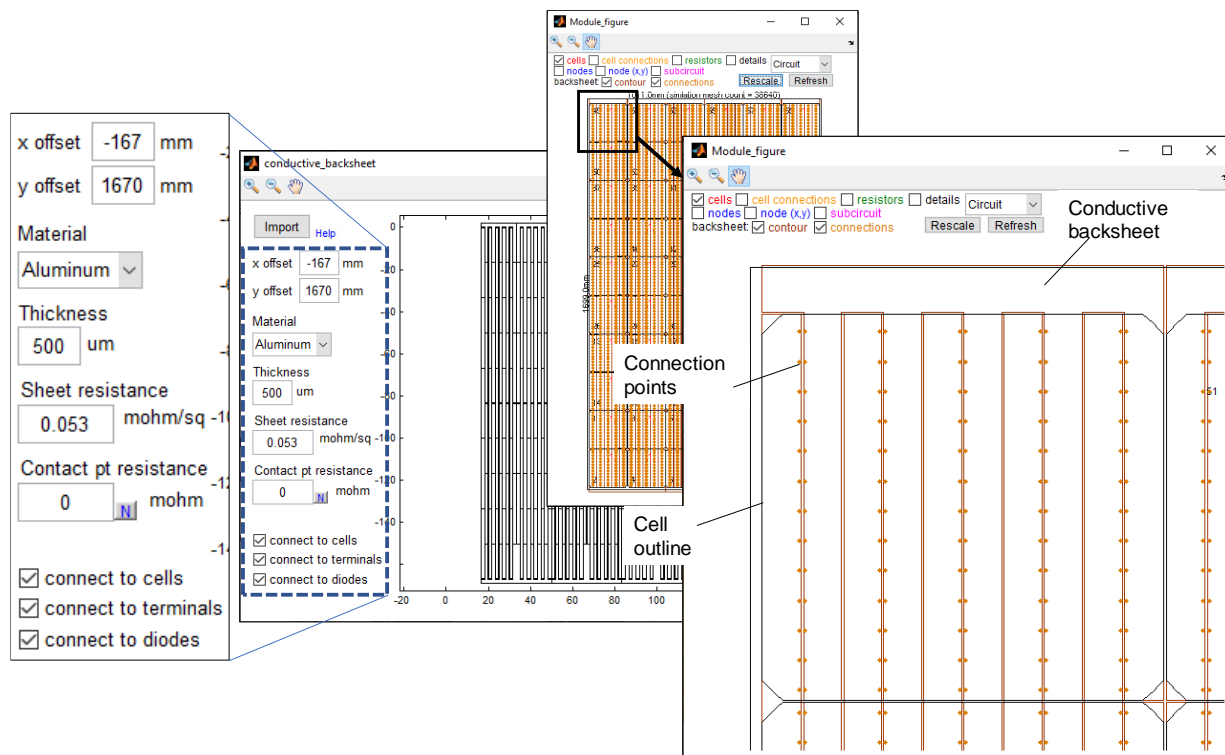 x offset -167 mm
y offset 1670 mm
Material
Aluminum
Thickness
500 um
Sheet resistance
0.053 mohm/sq
Contact pt resistance
0 N mohm
connect to cells
connect to terminals
connect to diodes
conductive_backsheet
Import Help
x offset -167 mm
y offset 1670 mm
Material
Aluminum
Thickness
500 um
Sheet resistance
0.053 mohm/sq
Contact pt resistance
0 N mohm
connect to cells
connect to terminals
connect to diodes
0
-20 0 20 40 60 80 100
Module_figure
cells cell connections resistors details Circuit
nodes node (x,y) subcircuit
backsheet: contour connections Rescale Refresh
1699.0mm
Module_figure
cells cell connections resistors details Circuit
nodes node (x,y) subcircuit
backsheet: contour connections Rescale Refresh
Conductive
backsheet
Connection
points
51
Cell
outline